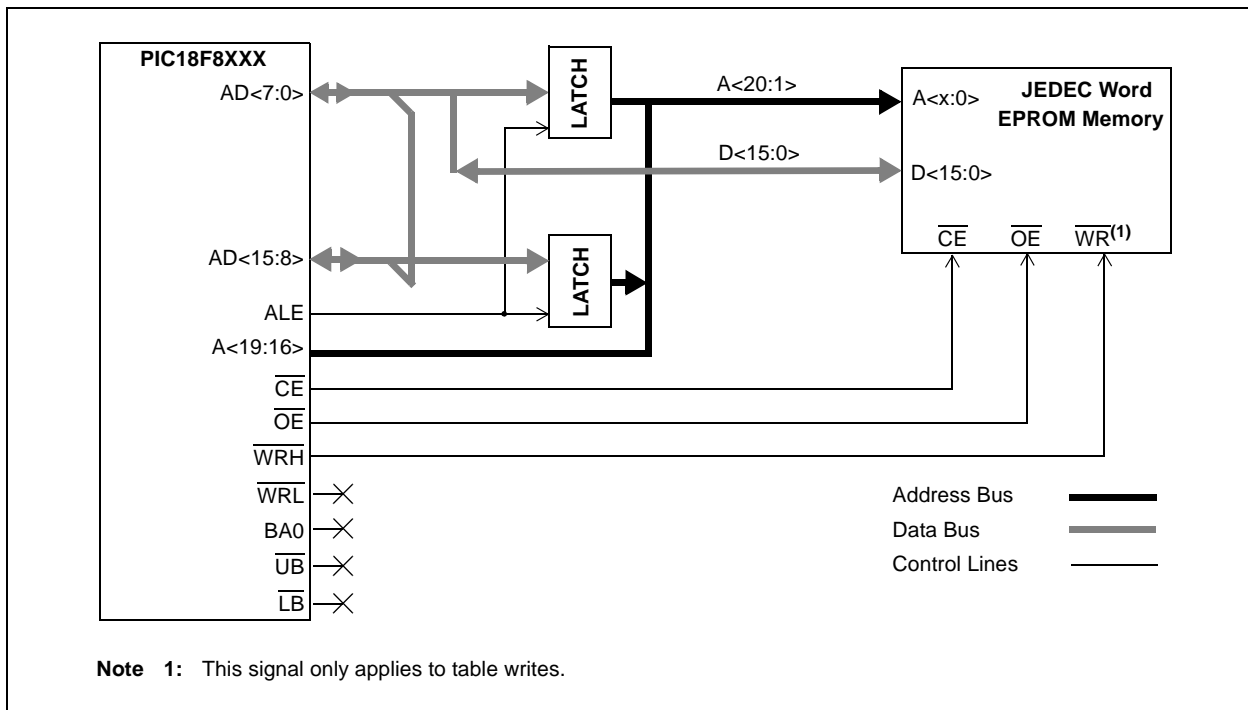 PIC18F8XXX
AD<7:0>
LATCH
A<20:1>
A<x:0>
JEDEC Word
EPROM Memory
D<15:0>
D<15:0>
CE OE WR(1)
AD<15:8>
LATCH
ALE
A<19:16>
CE
OE
WRH
WRL
BA0
UB
LB
Address Bus
Data Bus
Control Lines
Note 1: This signal only applies to table writes.